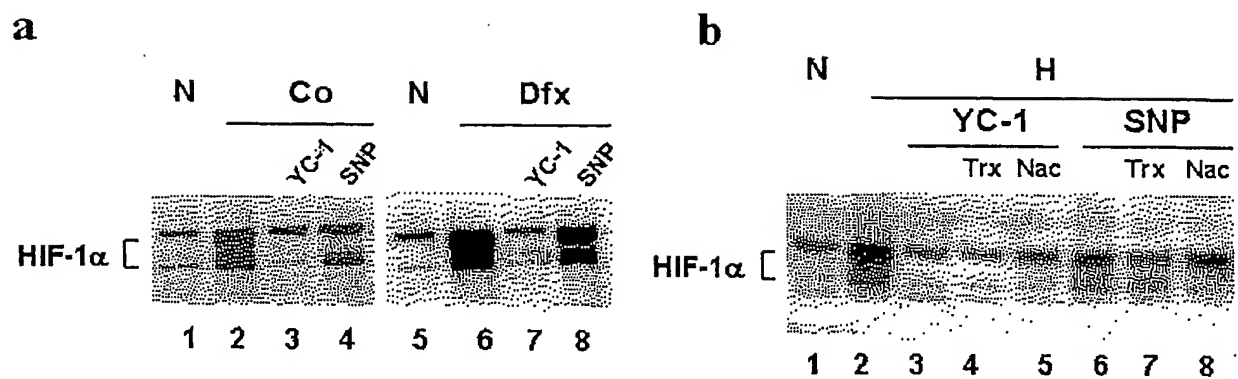 a
N Co N Dfx
YC-1 SNP YC-1 SNP
HIF-1α [
1 2 3 4 5 6 7 8
b
N H
YC-1 SNP
Trx Nac Trx Nac
HIF-1α [
1 2 3 4 5 6 7 8